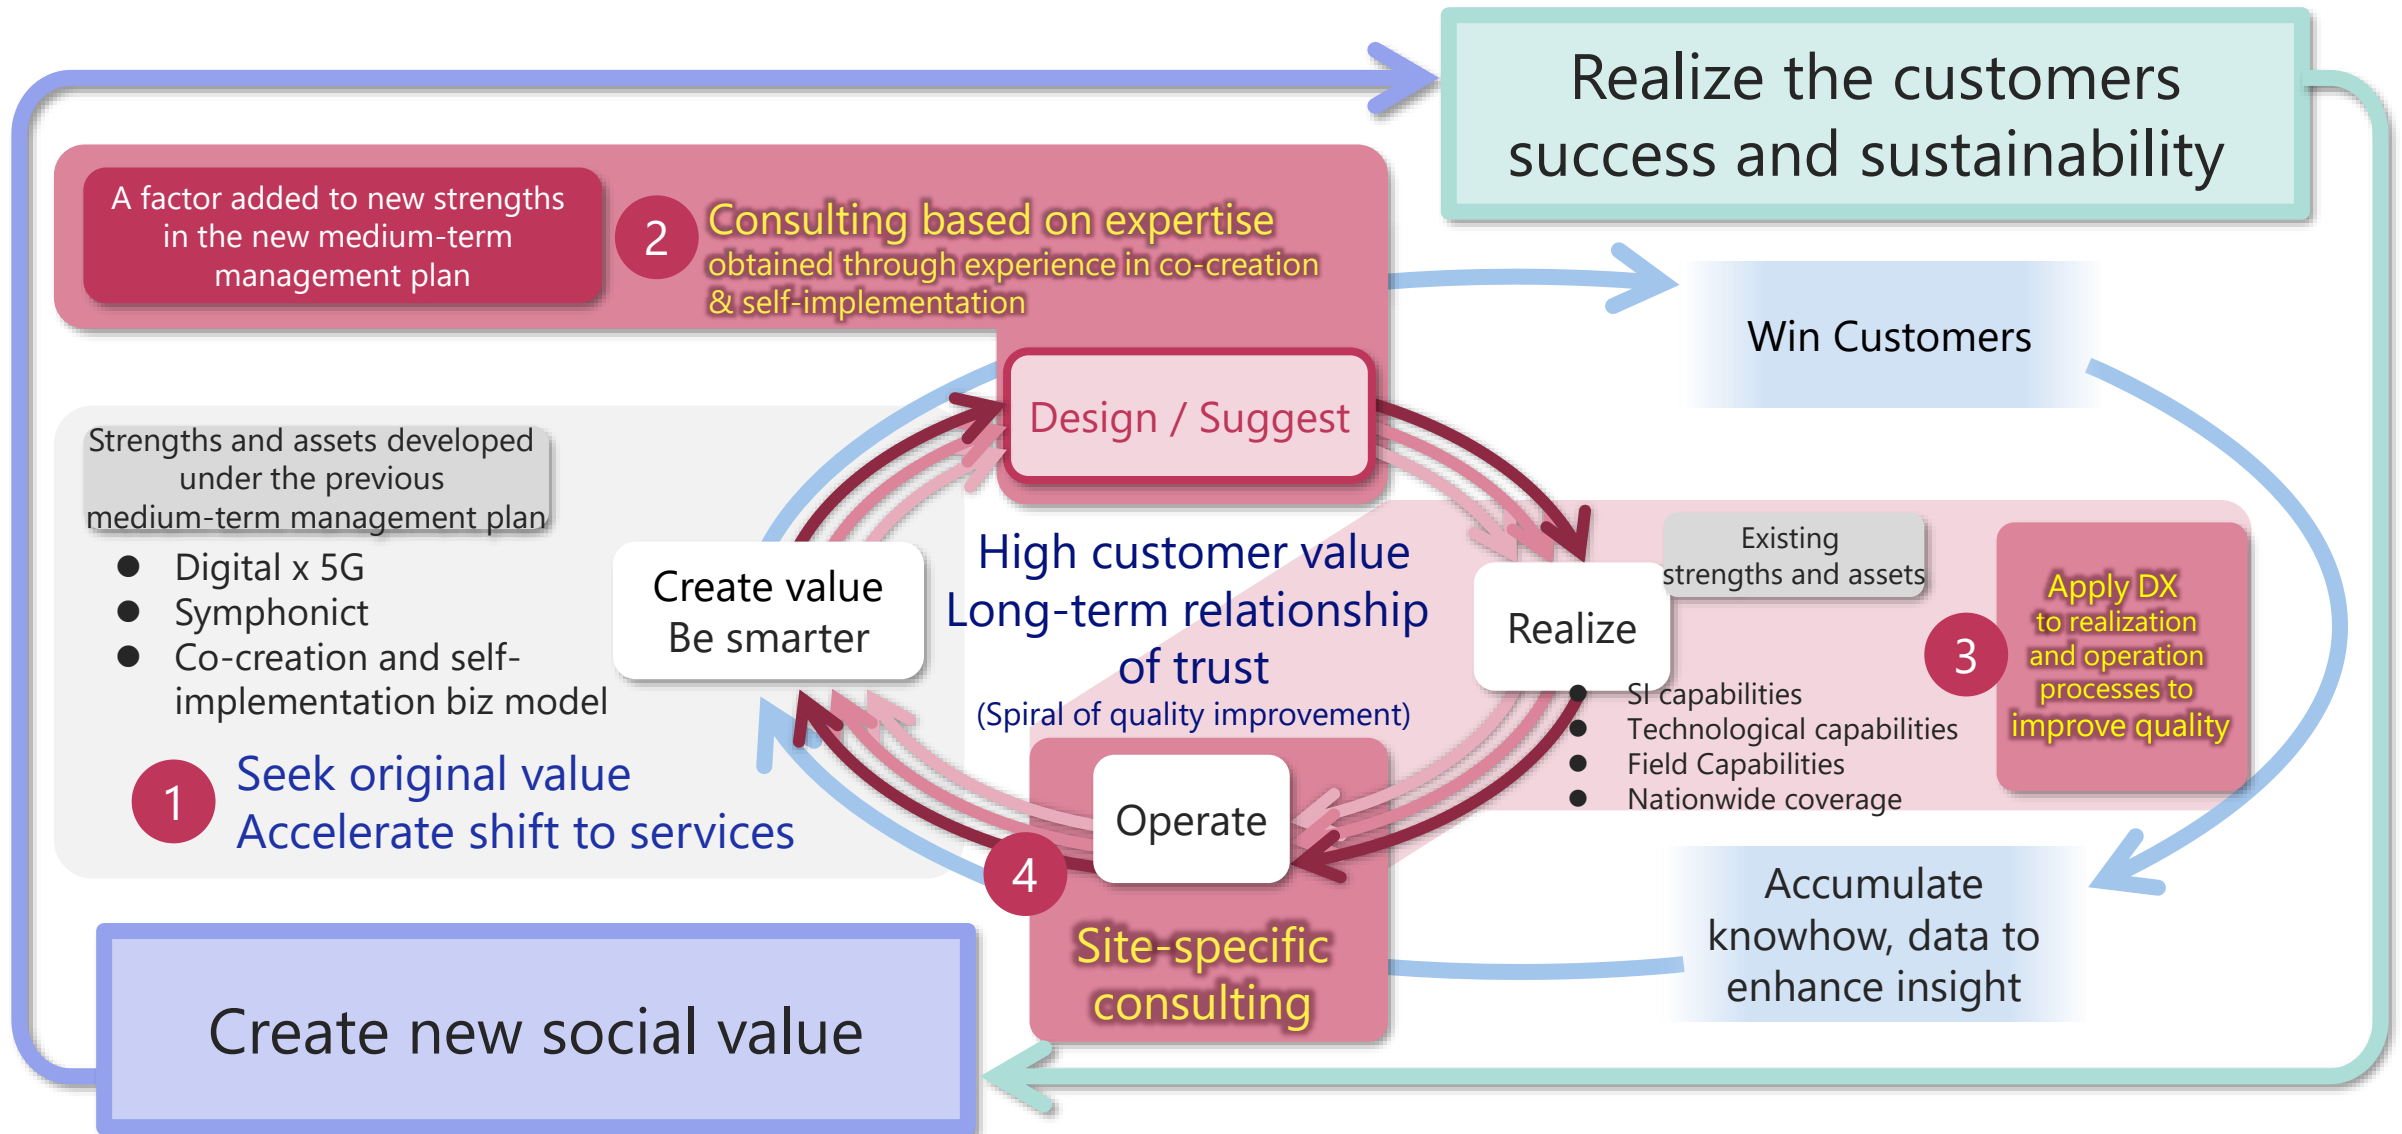 Realize the customers
success and sustainability
A factor added to new strengths
in the new medium-term
management plan
2
Consulting based on expertise
obtained through experience in co-creation
& self-implementation
Win Customers
Design / Suggest
Strengths and assets developed
under the previous
medium-term management plan
● Digital x 5G
● Symphonict
● Co-creation and self-
implementation biz model
1
Seek original value
Accelerate shift to services
Create value
Be smarter
High customer value
Long-term relationship
of trust
(Spiral of quality improvement)
Realize
Existing
strengths and assets
● SI capabilities
● Technological capabilities
● Field Capabilities
● Nationwide coverage
3
Apply DX
to realization
and operation
processes to
improve quality
Operate
4
Site-specific
consulting
Accumulate
knowhow, data to
enhance insight
Create new social value